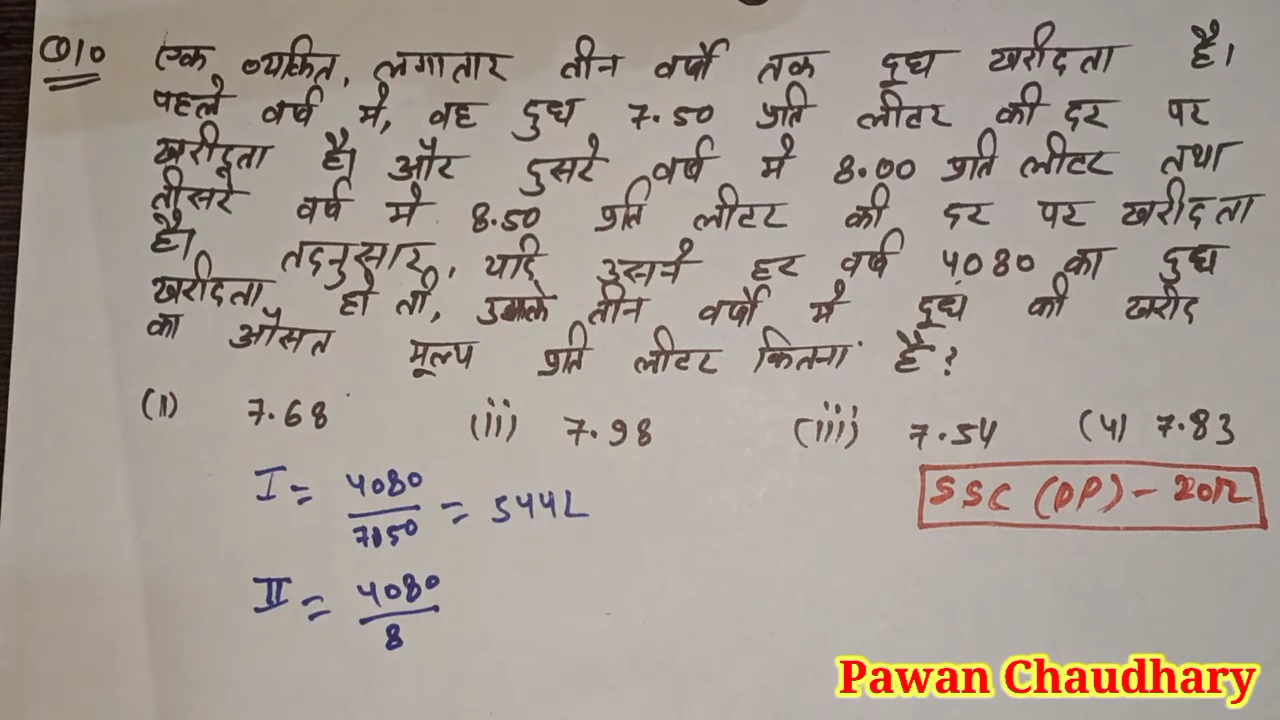 Q10 एक व्यक्ति, लगातार तीन वर्षो तक दूध खरीदता है।
पहले वर्ष मे, वह दुध 7.50 प्रति लीटर की दर पर
खरीदता है। और दुसरे वर्ष मे 8.00 प्रति लीटर तथा
तीसरे वर्ष मे 8.50 प्रति लीटर की दर पर खरीदता
है। तदनुसार, यदि उसने हर वर्ष 4080 का दुध
खरीदता हो तो, उसके तीन वर्षो मे दूध की खरीद
का औसत मूल्य प्रति लीटर कितना है?
(1) 7.68 (ii) 7.98 (iii) 7.54 (4) 7.83
SSC (DP) - 2012
I = 4080/7.50 = 544L
II = 4080/8
Pawan Chaudhary